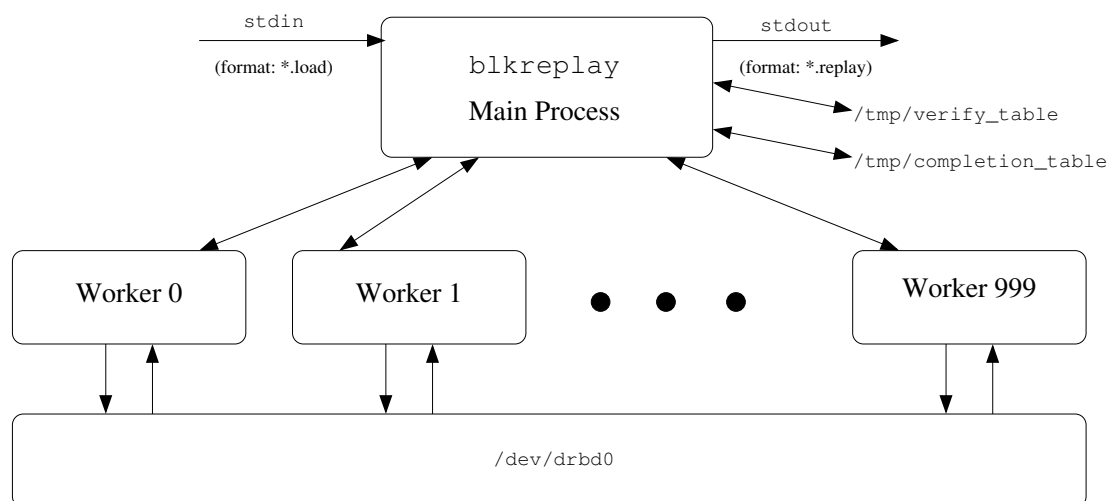 stdin
(format: *.load)
blkreplay
Main Process
stdout
(format: *.replay)
/tmp/verify_table
/tmp/completion_table
Worker 0
Worker 1
Worker 999
/dev/drbd0